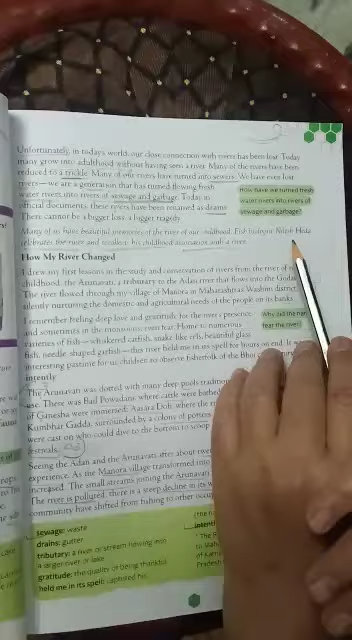 Unfortunately, in today's world, our close connection with rivers has been lost. Today
many grow into adulthood without having seen a river. Many of the rivers have been
reduced to a trickle. Many of our rivers have turned into sewers. We have even lost
rivers—we are a generation that has turned flowing fresh
water rivers into rivers of sewage and garbage. Today in
official documents, these rivers have been renamed as drains.
There cannot be a bigger loss, a bigger tragedy.
How have we turned fresh
water rivers into rivers of
sewage and garbage?
Many of us have beautiful memories of the river of our childhood. Fish biologist Nilesh Heda
celebrates the river and recollects his childhood association with a river.
How My River Changed
I drew my first lessons in the study and conservation of rivers from the river of
childhood, the Arunavati, a tributary to the Adan river that flows into the
The river flowed through my village of Manora in Maharashtra's Washim district
silently nurturing the domestic and agricultural needs of the people on its banks
I remember feeling deep love and gratitude for the river's presence
and sometimes in the monsoons even fear. Home to numerous
varieties of fish—whiskered catfish, snake like eels, beautiful glass
fish, needle shaped garfish—this river held me in its spell for hours on end. It
interesting pastime for us children to observe fisherfolk of the Bhoi
intently
Why did the
fear the river?
The Arunavati was dotted with many deep pools
use. There was Bail Powadana where cattle were bathed
of Ganesha were immersed; Aasara Doh, where the
Kumbhar Gadda, surrounded by a colony of potters
were cast on who could dive to the bottom to scoop
festivals.
Seeing the Adan and the Arunavati after about
experience. As the Manora village transformed into
increased. The small streams joining the Arunavati
The river is polluted, there is a steep decline in its
community have shifted from fishing to other
sewage: waste
drains: gutter
tributary: a river or stream flowing into
a larger river or lake
gratitude: the quality of being thankful
held me in its spell: captured his